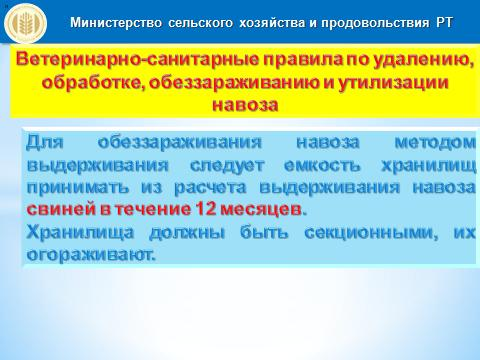 Министерство сельского хозяйства и продовольствия РТ
Ветеринарно-санитарные правила по удалению,
обработке, обеззараживанию и утилизации
навоза
Для обеззараживания навоза методом
выдерживания следует емкость хранилищ
принимать из расчета выдерживания навоза
свиней в течение 12 месяцев.
Хранилища должны быть секционными, их
огораживают.